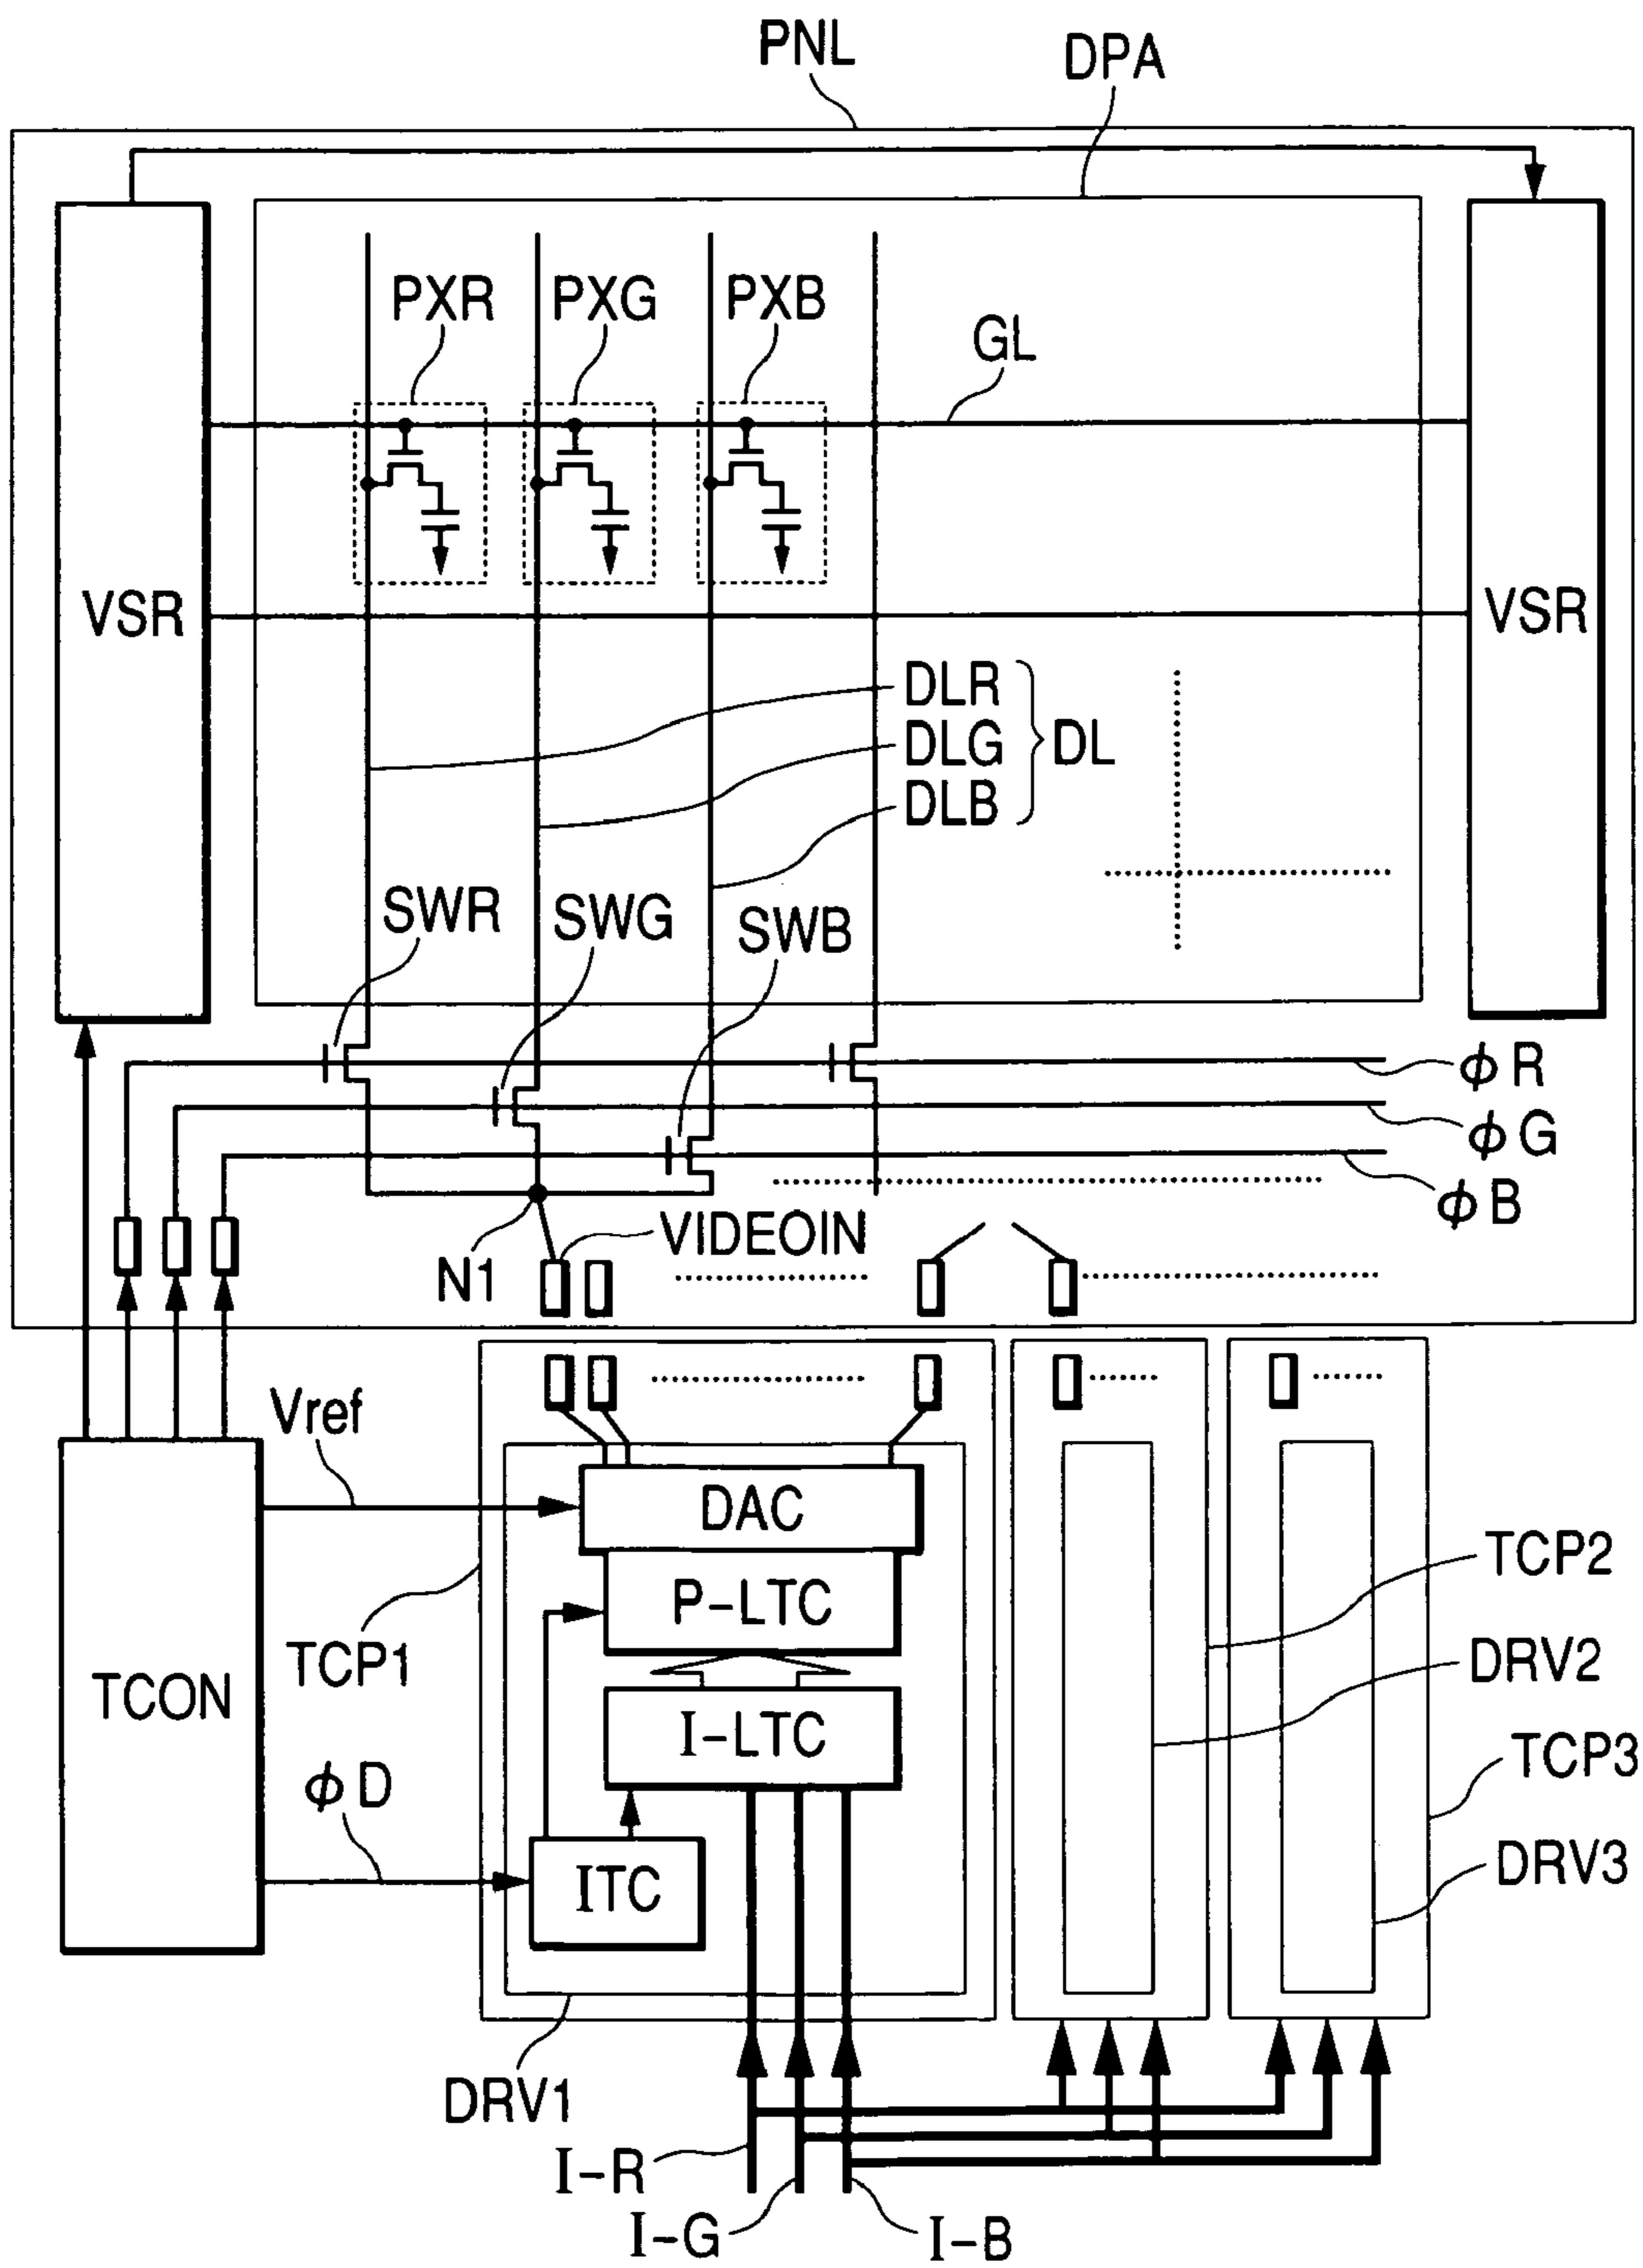 PNL
DPA
PXR
PXG
PXB
GL
VSR
VSR
DLR
DLG
DLB
DL
SWR
SWG
SWB
φR
φG
φB
N1
VIDEOIN
Vref
DAC
P-LTC
I-LTC
ITC
TCON
φD
TCP1
TCP2
DRV2
TCP3
DRV3
DRV1
I-R
I-G
I-B